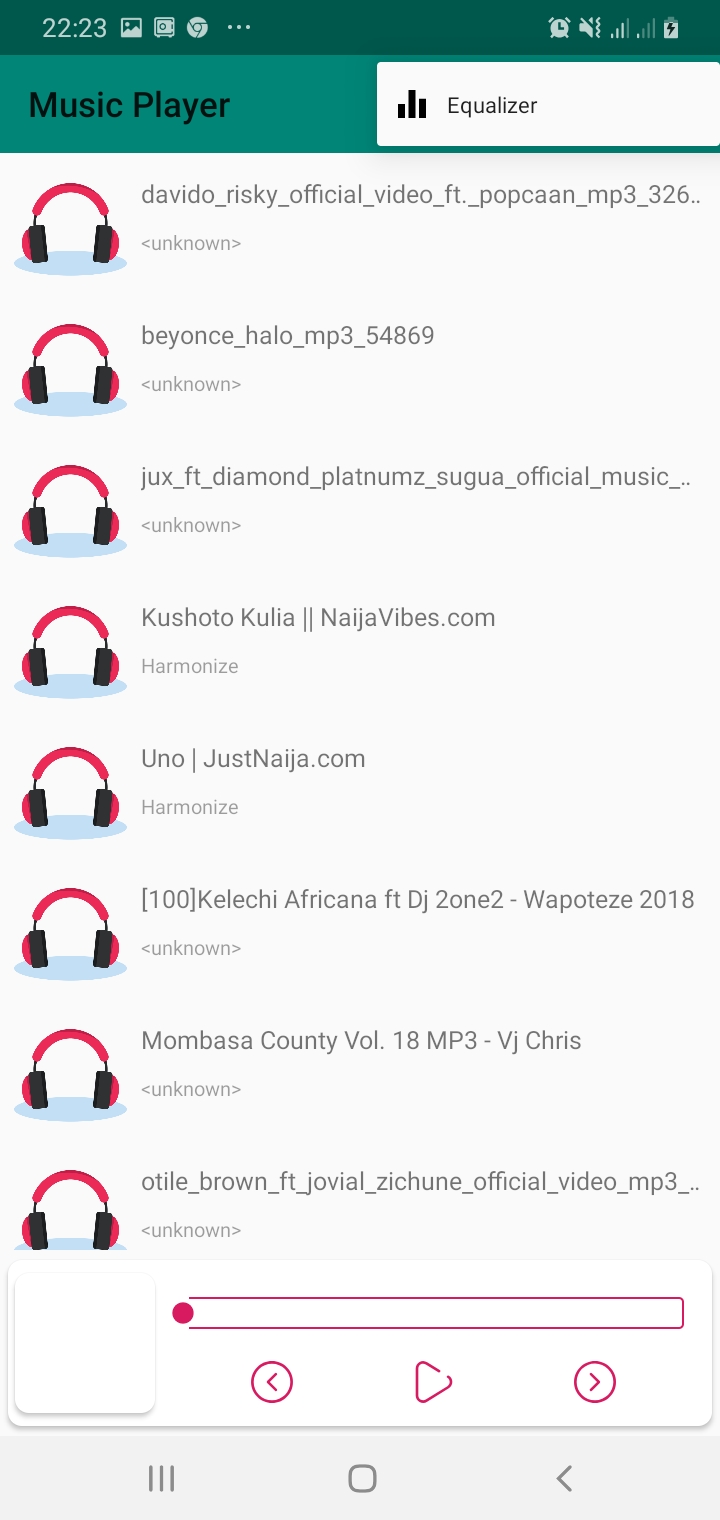 22:23
Music Player
Equalizer
davido_risky_official_video_ft._popcaan_mp3_326..
<unknown>
beyonce_halo_mp3_54869
<unknown>
jux_ft_diamond_platnumz_sugua_official_music_..
<unknown>
Kushoto Kulia || NaijaVibes.com
Harmonize
Uno | JustNaija.com
Harmonize
[100]Kelechi Africana ft Dj 2one2 - Wapoteze 2018
<unknown>
Mombasa County Vol. 18 MP3 - Vj Chris
<unknown>
otile_brown_ft_jovial_zichune_official_video_mp3_..
<unknown>